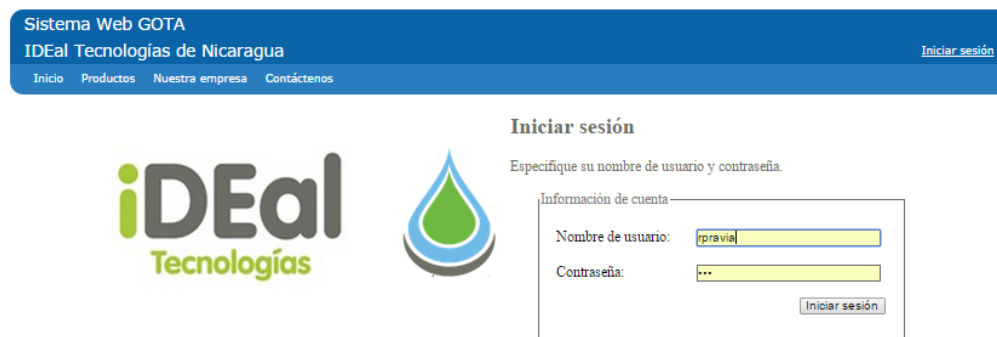 Sistema Web GOTA
IDEal Tecnologías de Nicaragua
Iniciar sesión
Inicio Productos Nuestra empresa Contáctenos
iDEal
Tecnologías
Iniciar sesión
Especifique su nombre de usuario y contraseña.
Información de cuenta
Nombre de usuario: rpravia
Contraseña: •••
Iniciar sesión